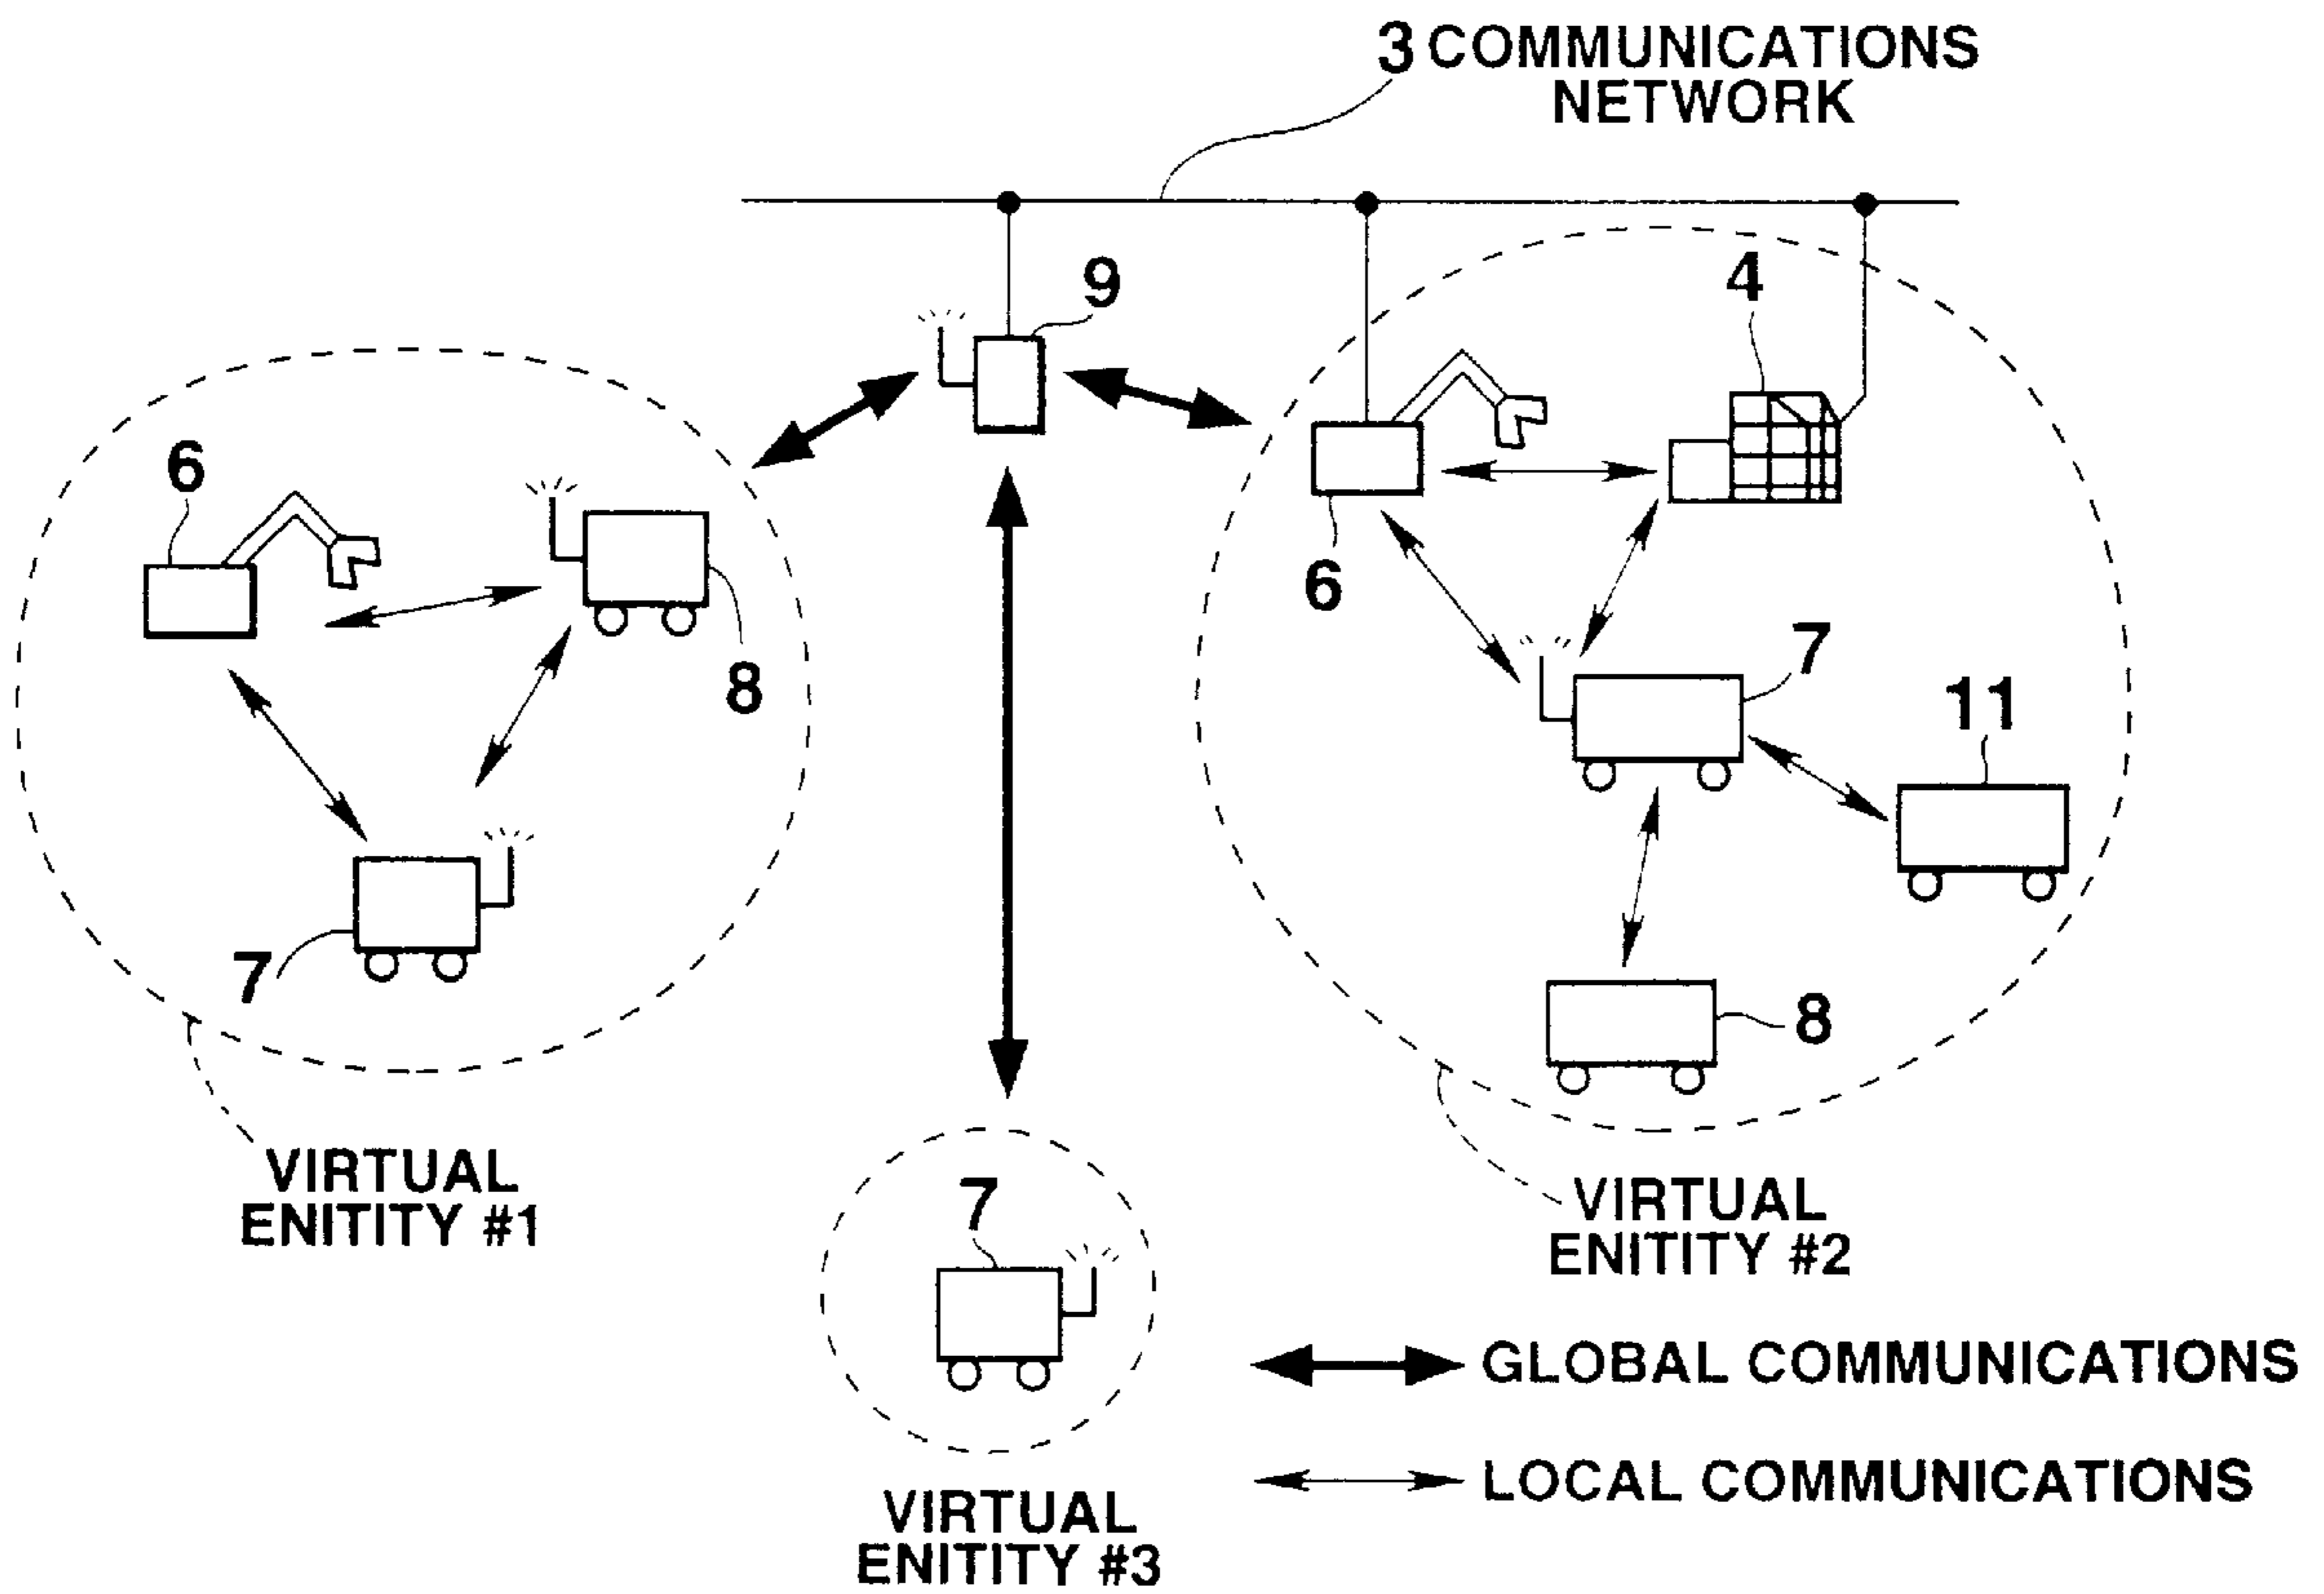 3 COMMUNICATIONS
NETWORK
9
4
6
8
7
6
7
11
8
VIRTUAL
ENITITY #1
7
VIRTUAL
ENITITY #2
VIRTUAL
ENITITY #3
GLOBAL COMMUNICATIONS
LOCAL COMMUNICATIONS